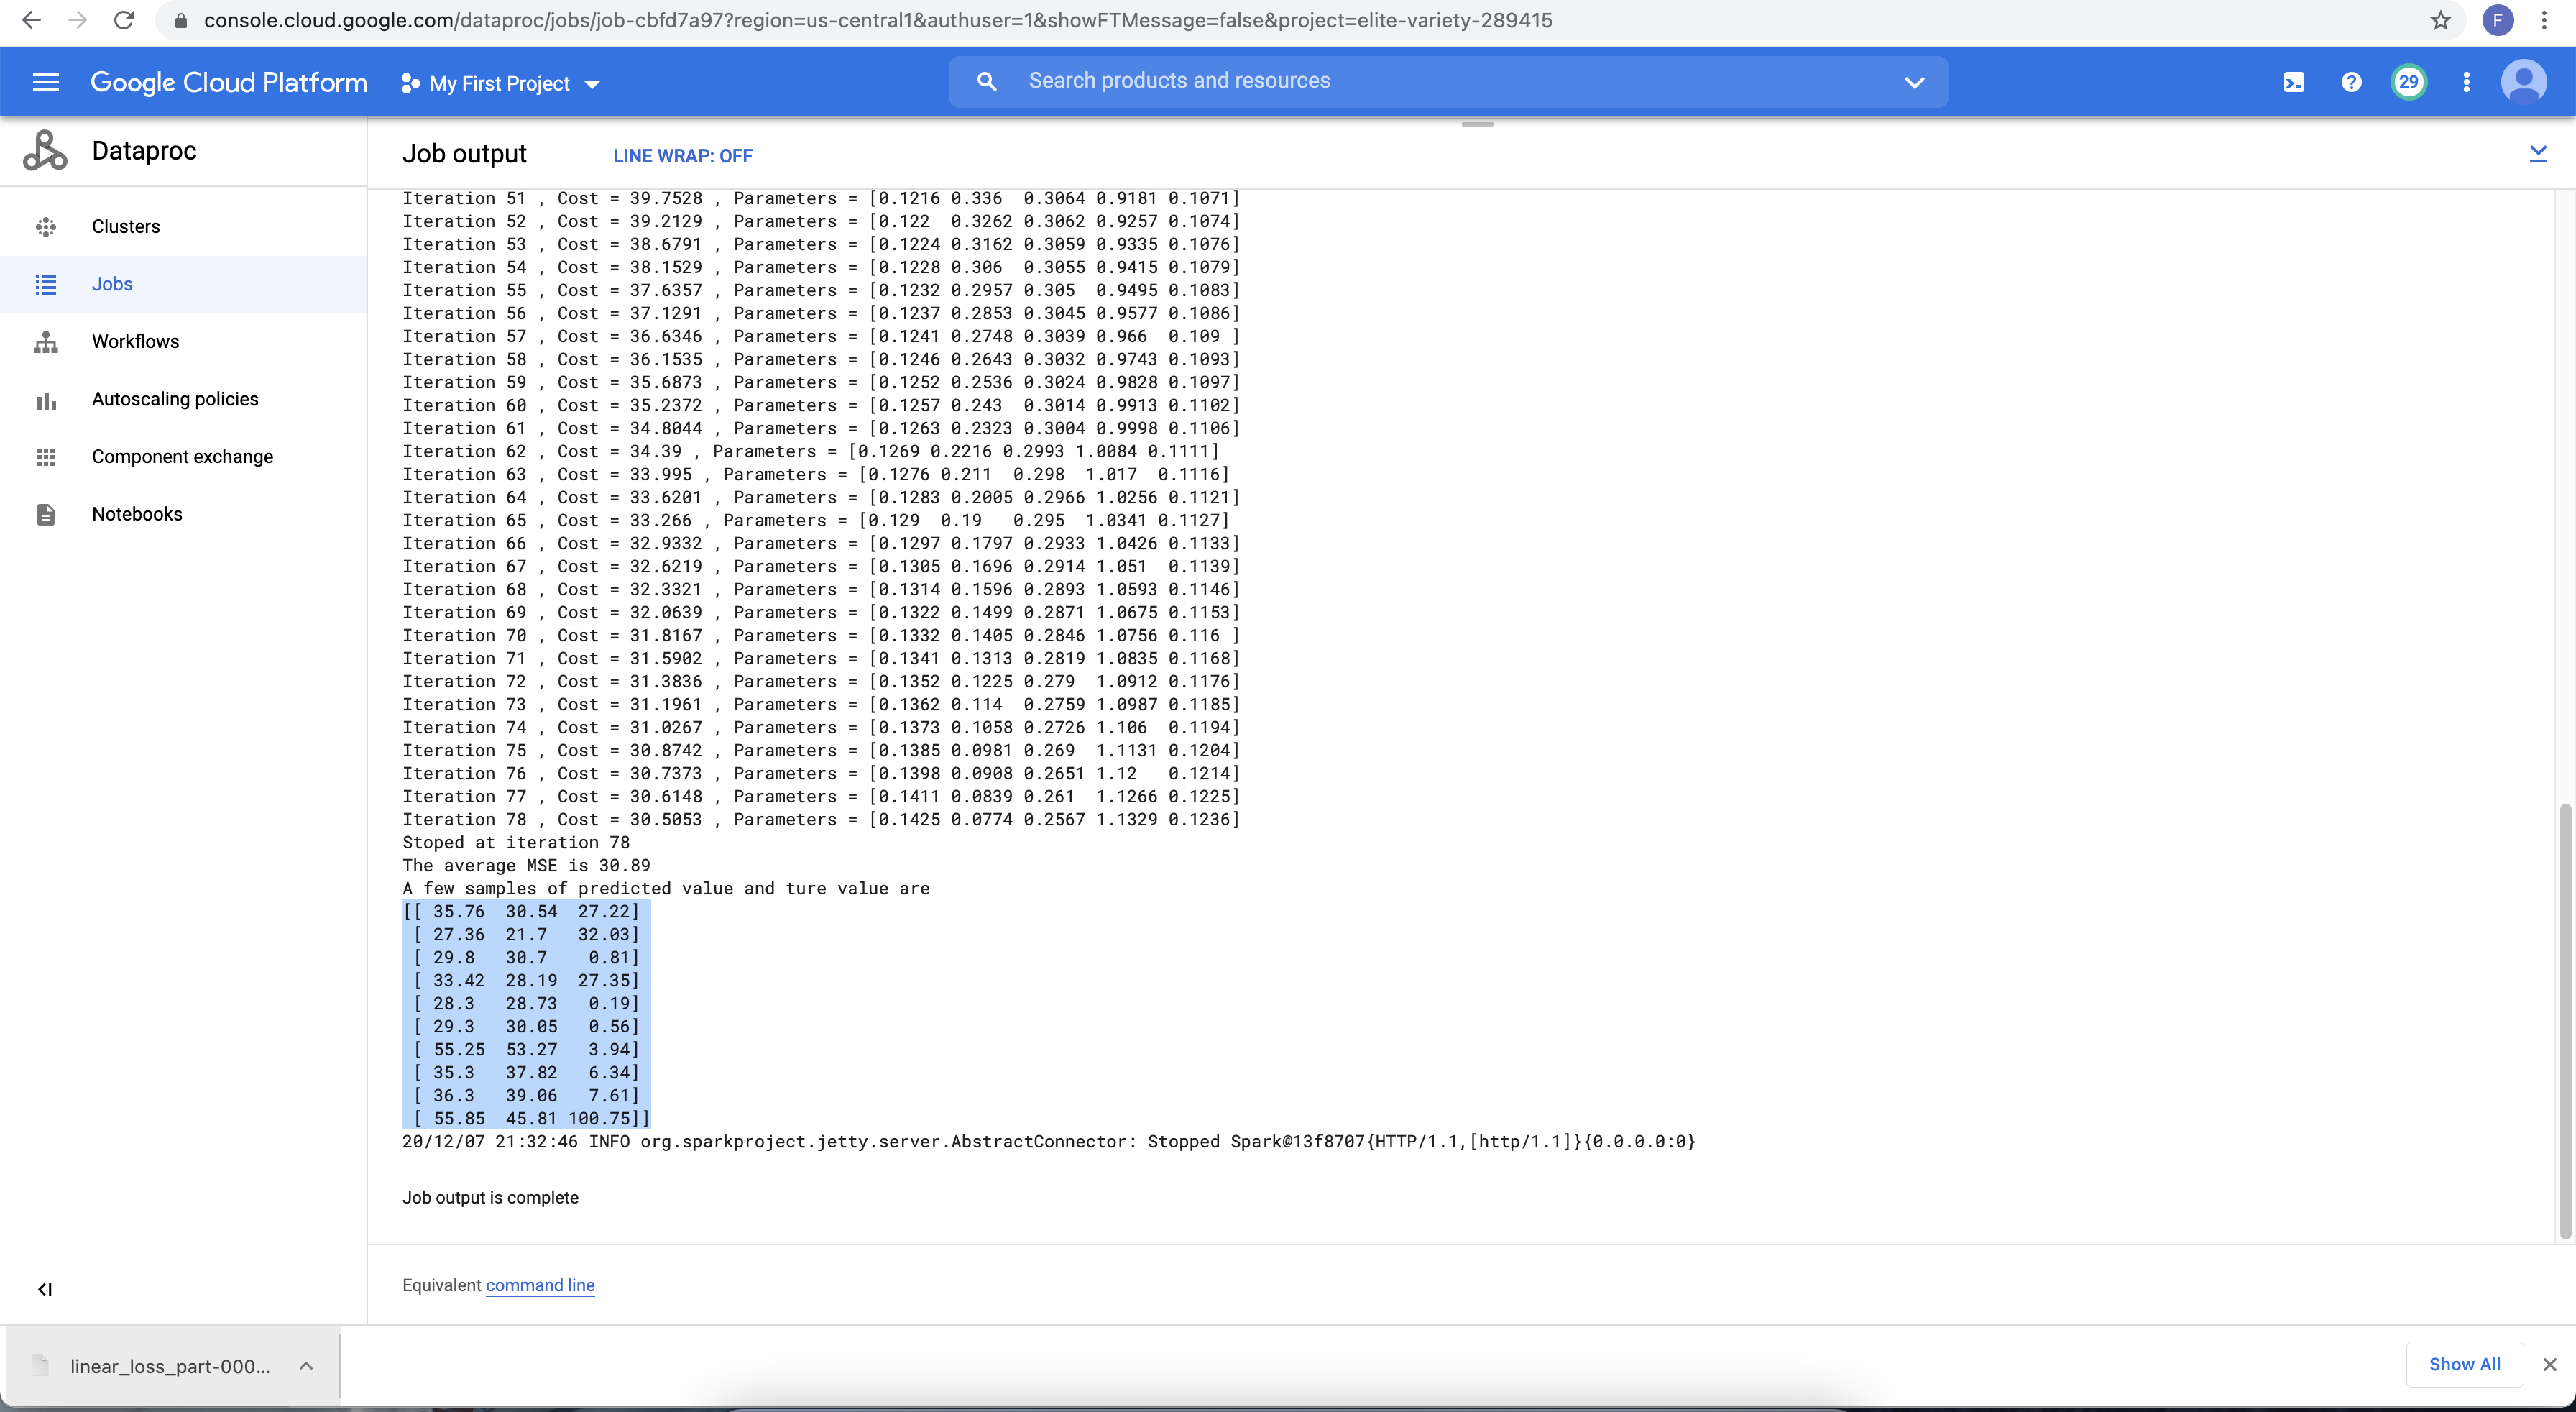 console.cloud.google.com/dataproc/jobs/job-cbfd7a97?region=us-central1&authuser=1&showFTMessage=false&project=elite-variety-289415
F
Google Cloud Platform
My First Project
Search products and resources
29
Dataproc
Clusters
Jobs
Workflows
Autoscaling policies
Component exchange
Notebooks
Job output
LINE WRAP: OFF
Iteration 51 , Cost = 39.7528 , Parameters = [0.1216 0.336  0.3064 0.9181 0.1071]
Iteration 52 , Cost = 39.2129 , Parameters = [0.122  0.3262 0.3062 0.9257 0.1074]
Iteration 53 , Cost = 38.6791 , Parameters = [0.1224 0.3162 0.3059 0.9335 0.1076]
Iteration 54 , Cost = 38.1529 , Parameters = [0.1228 0.306  0.3055 0.9415 0.1079]
Iteration 55 , Cost = 37.6357 , Parameters = [0.1232 0.2957 0.305  0.9495 0.1083]
Iteration 56 , Cost = 37.1291 , Parameters = [0.1237 0.2853 0.3045 0.9577 0.1086]
Iteration 57 , Cost = 36.6346 , Parameters = [0.1241 0.2748 0.3039 0.966  0.109 ]
Iteration 58 , Cost = 36.1535 , Parameters = [0.1246 0.2643 0.3032 0.9743 0.1093]
Iteration 59 , Cost = 35.6873 , Parameters = [0.1252 0.2536 0.3024 0.9828 0.1097]
Iteration 60 , Cost = 35.2372 , Parameters = [0.1257 0.243  0.3014 0.9913 0.1102]
Iteration 61 , Cost = 34.8044 , Parameters = [0.1263 0.2323 0.3004 0.9998 0.1106]
Iteration 62 , Cost = 34.39 , Parameters = [0.1269 0.2216 0.2993 1.0084 0.1111]
Iteration 63 , Cost = 33.995 , Parameters = [0.1276 0.211  0.298  1.017  0.1116]
Iteration 64 , Cost = 33.6201 , Parameters = [0.1283 0.2005 0.2966 1.0256 0.1121]
Iteration 65 , Cost = 33.266 , Parameters = [0.129  0.19   0.295  1.0341 0.1127]
Iteration 66 , Cost = 32.9332 , Parameters = [0.1297 0.1797 0.2933 1.0426 0.1133]
Iteration 67 , Cost = 32.6219 , Parameters = [0.1305 0.1696 0.2914 1.051  0.1139]
Iteration 68 , Cost = 32.3321 , Parameters = [0.1314 0.1596 0.2893 1.0593 0.1146]
Iteration 69 , Cost = 32.0639 , Parameters = [0.1322 0.1499 0.2871 1.0675 0.1153]
Iteration 70 , Cost = 31.8167 , Parameters = [0.1332 0.1405 0.2846 1.0756 0.116 ]
Iteration 71 , Cost = 31.5902 , Parameters = [0.1341 0.1313 0.2819 1.0835 0.1168]
Iteration 72 , Cost = 31.3836 , Parameters = [0.1352 0.1225 0.279  1.0912 0.1176]
Iteration 73 , Cost = 31.1961 , Parameters = [0.1362 0.114  0.2759 1.0987 0.1185]
Iteration 74 , Cost = 31.0267 , Parameters = [0.1373 0.1058 0.2726 1.106  0.1194]
Iteration 75 , Cost = 30.8742 , Parameters = [0.1385 0.0981 0.269  1.1131 0.1204]
Iteration 76 , Cost = 30.7373 , Parameters = [0.1398 0.0908 0.2651 1.12   0.1214]
Iteration 77 , Cost = 30.6148 , Parameters = [0.1411 0.0839 0.261  1.1266 0.1225]
Iteration 78 , Cost = 30.5053 , Parameters = [0.1425 0.0774 0.2567 1.1329 0.1236]
Stoped at iteration 78
The average MSE is 30.89
A few samples of predicted value and ture value are
[[ 35.76  30.54  27.22]
 [ 27.36  21.7   32.03]
 [ 29.8   30.7    0.81]
 [ 33.42  28.19  27.35]
 [ 28.3   28.73   0.19]
 [ 29.3   30.05   0.56]
 [ 55.25  53.27   3.94]
 [ 35.3   37.82   6.34]
 [ 36.3   39.06   7.61]
 [ 55.85  45.81 100.75]]
20/12/07 21:32:46 INFO org.sparkproject.jetty.server.AbstractConnector: Stopped Spark@13f8707{HTTP/1.1,[http/1.1]}{0.0.0.0:0}
Job output is complete
Equivalent command line
linear_loss_part-000...
Show All